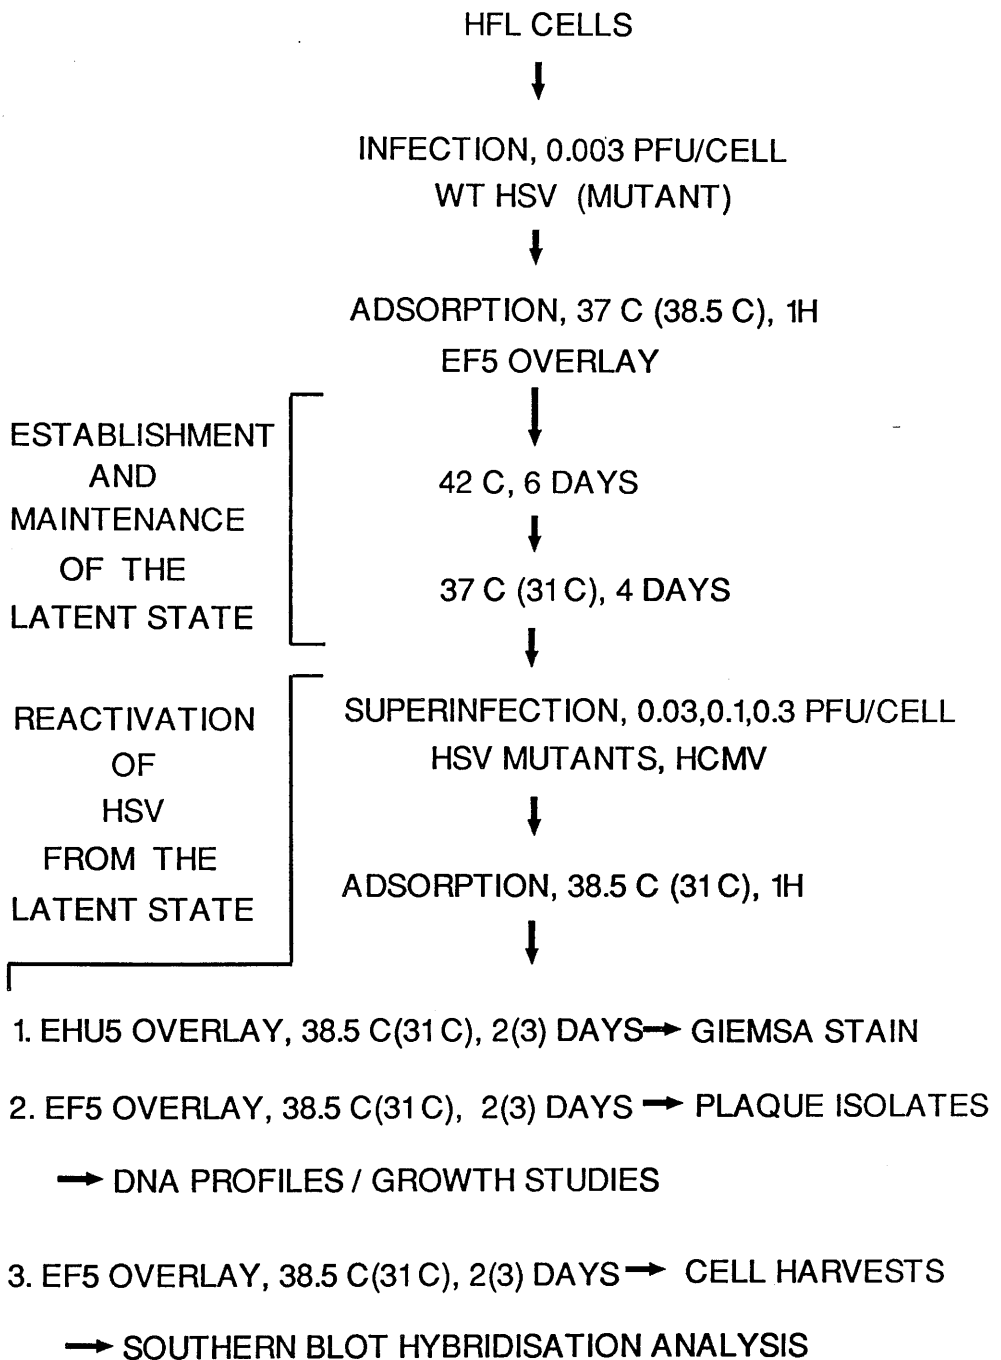 HFL CELLS
INFECTION, 0.003 PFU/CELL
WT HSV (MUTANT)
ADSORPTION, 37 C (38.5 C), 1H
EF5 OVERLAY
ESTABLISHMENT
AND
MAINTENANCE
OF THE
LATENT STATE
42 C, 6 DAYS
37 C (31 C), 4 DAYS
REACTIVATION
OF
HSV
FROM THE
LATENT STATE
SUPERINFECTION, 0.03,0.1,0.3 PFU/CELL
HSV MUTANTS, HCMV
ADSORPTION, 38.5 C (31 C), 1H
1. EHU5 OVERLAY, 38.5 C(31 C), 2(3) DAYS → GIEMSA STAIN
2. EF5 OVERLAY, 38.5 C(31 C), 2(3) DAYS → PLAQUE ISOLATES
→ DNA PROFILES / GROWTH STUDIES
3. EF5 OVERLAY, 38.5 C(31 C), 2(3) DAYS → CELL HARVESTS
→ SOUTHERN BLOT HYBRIDISATION ANALYSIS